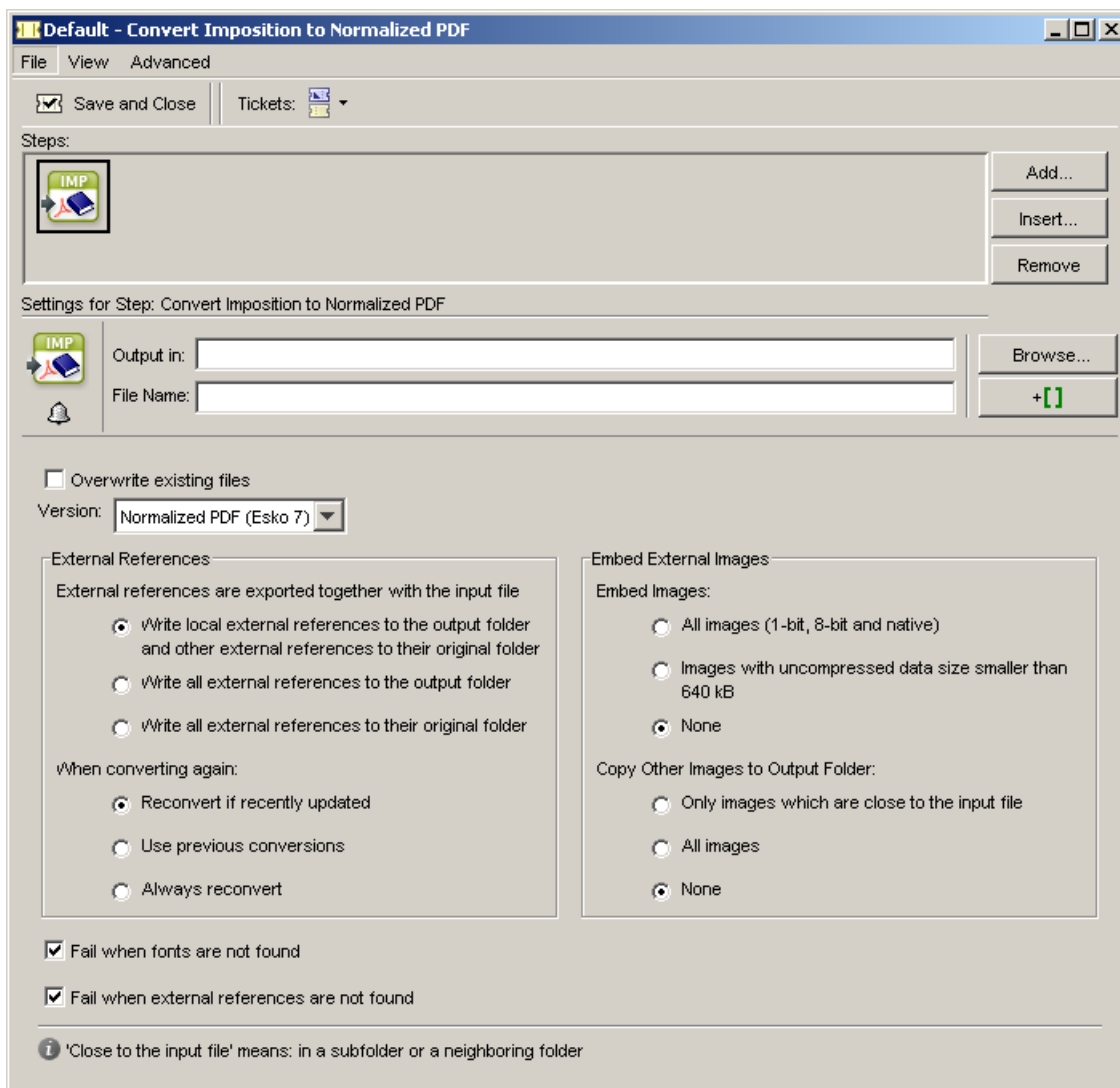 Default - Convert Imposition to Normalized PDF
File View Advanced
Save and Close Tickets:
Steps:
IMP
Add...
Insert...
Remove
Settings for Step: Convert Imposition to Normalized PDF
IMP
Output in:
Browse...
File Name:
+[]
Overwrite existing files
Version: Normalized PDF (Esko 7)
External References
External references are exported together with the input file
Write local external references to the output folder
and other external references to their original folder
Write all external references to the output folder
Write all external references to their original folder
When converting again:
Reconvert if recently updated
Use previous conversions
Always reconvert
Embed External Images
Embed Images:
All images (1-bit, 8-bit and native)
Images with uncompressed data size smaller than
640 kB
None
Copy Other Images to Output Folder:
Only images which are close to the input file
All images
None
Fail when fonts are not found
Fail when external references are not found
'Close to the input file' means: in a subfolder or a neighboring folder